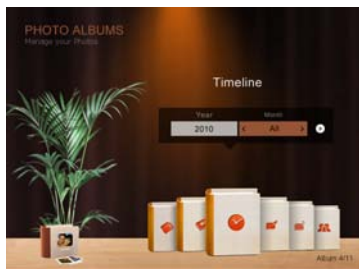 PHOTO ALBUMS
Manage your Photos
Timeline
Year Month
2010 < All >
Album 4/11